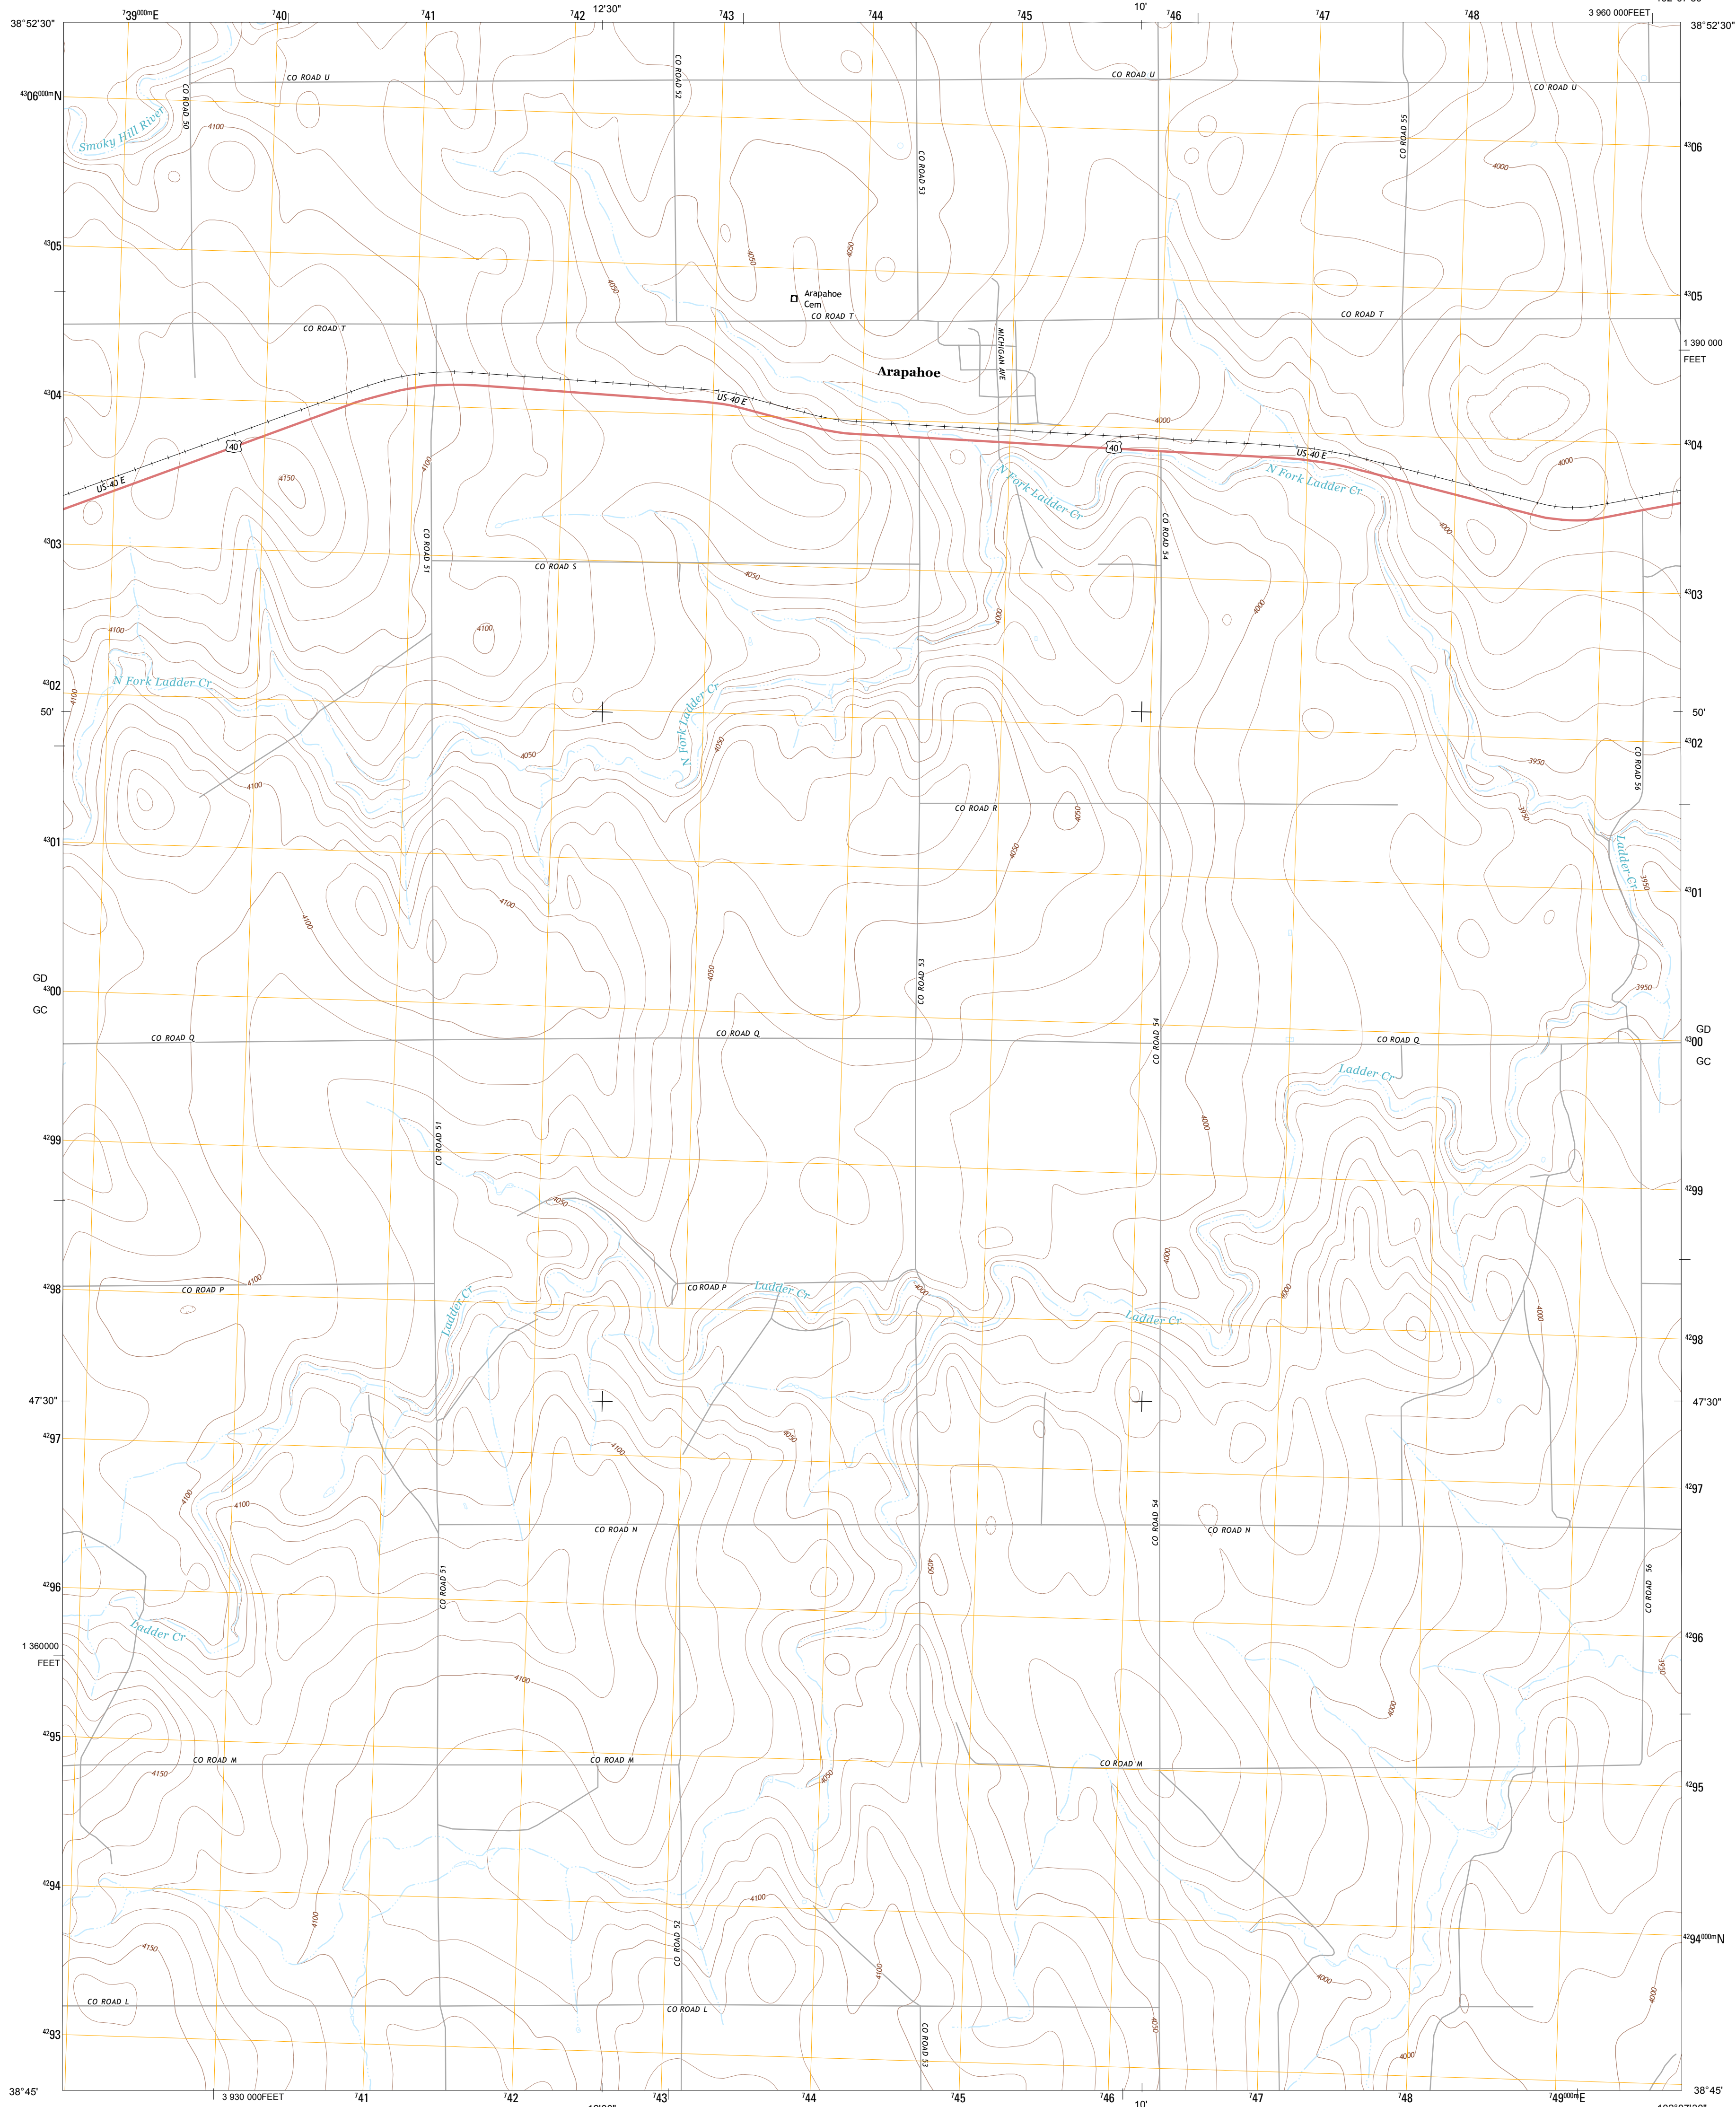 ⁷39⁰⁰⁰ᵐE ⁷40 ⁷41 ⁷42 12'30" ⁷43 ⁷44 ⁷45 10' ⁷46 ⁷47 ⁷48 3 960 000FEET
38°52'30" 38°52'30"
CO ROAD U CO ROAD U CO ROAD U
CO ROAD 50 CO ROAD 52 CO ROAD 55
⁴³06⁰⁰⁰ᵐN
Smoky Hill River
4100
CO ROAD 53
⁴³06
4000
⁴³05
4050 4050 4050
Arapahoe
Cem
⁴³05
CO ROAD T CO ROAD T CO ROAD T
MICHIGAN AVE
1 390 000
FEET
Arapahoe
⁴³04
US-40 E
4000
40 40
US-40 E
⁴³04
4100 4000
4150
US-40 E
N Fork Ladder Cr
N Fork Ladder Cr
4000
CO ROAD 51
CO ROAD 54
⁴³03
CO ROAD S
4050
⁴³03
4000
4000
4100 4100
⁴³02
N Fork Ladder Cr
4100
N Fork Ladder Cr
50' 50'
⁴³02
4050 4050
3950
CO ROAD 56
4100
CO ROAD R
4050
3950
⁴³01
4050
Ladder Cr
3950
⁴³01
4100
4100
4050
CO ROAD 53
GD
⁴³00
GC
3950
CO ROAD Q CO ROAD Q CO ROAD Q
CO ROAD 54
GD
⁴³00
GC
Ladder Cr
⁴²99
CO ROAD 51
4000
⁴²99
4050
4000
4100
⁴²98
CO ROAD P CO ROAD P
Ladder Cr
4000
4000
Ladder Cr
Ladder Cr
4000
⁴²98
47'30" 47'30"
⁴²97
4050
4100
4100
4100
⁴²97
CO ROAD N CO ROAD N
CO ROAD 54
4050
⁴²96
CO ROAD 51
CO ROAD 56
Ladder Cr
⁴²96
1 360000
FEET
3950
4100
4000
⁴²95
CO ROAD M CO ROAD M CO ROAD M
4150
4050
⁴²95
⁴²94
4100
4100
CO ROAD 52
⁴²94⁰⁰⁰ᵐN
4150
4100
4000
4000
CO ROAD L CO ROAD L
4050
CO ROAD 53
⁴²93
4000
38°45' 38°45'
3 930 000FEET ⁷41 ⁷42 ⁷43 ⁷44 ⁷45 ⁷46 ⁷47 ⁷48 ⁷49⁰⁰⁰ᵐE
10'